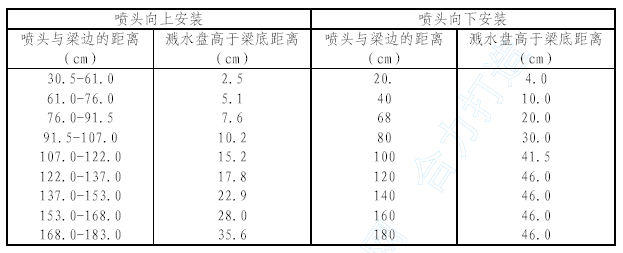 喷头向上安装 喷头向下安装
喷头与梁边的距离 溅水盘高于梁底距离 喷头与梁边的距离 溅水盘高于梁底距离
(cm) (cm) (cm) (cm)
30.5-61.0 2.5 20. 4.0
61.0-76.0 5.1 40 10.0
76.0-91.5 7.6 68 20.0
91.5-107.0 10.2 80 30.0
107.0-122.0 15.2 100 41.5
122.0-137.0 17.8 120 46.0
137.0-153.0 22.9 140 46.0
153.0-168.0 28.0 160 46.0
168.0-183.0 35.6 180 46.0
合力打造